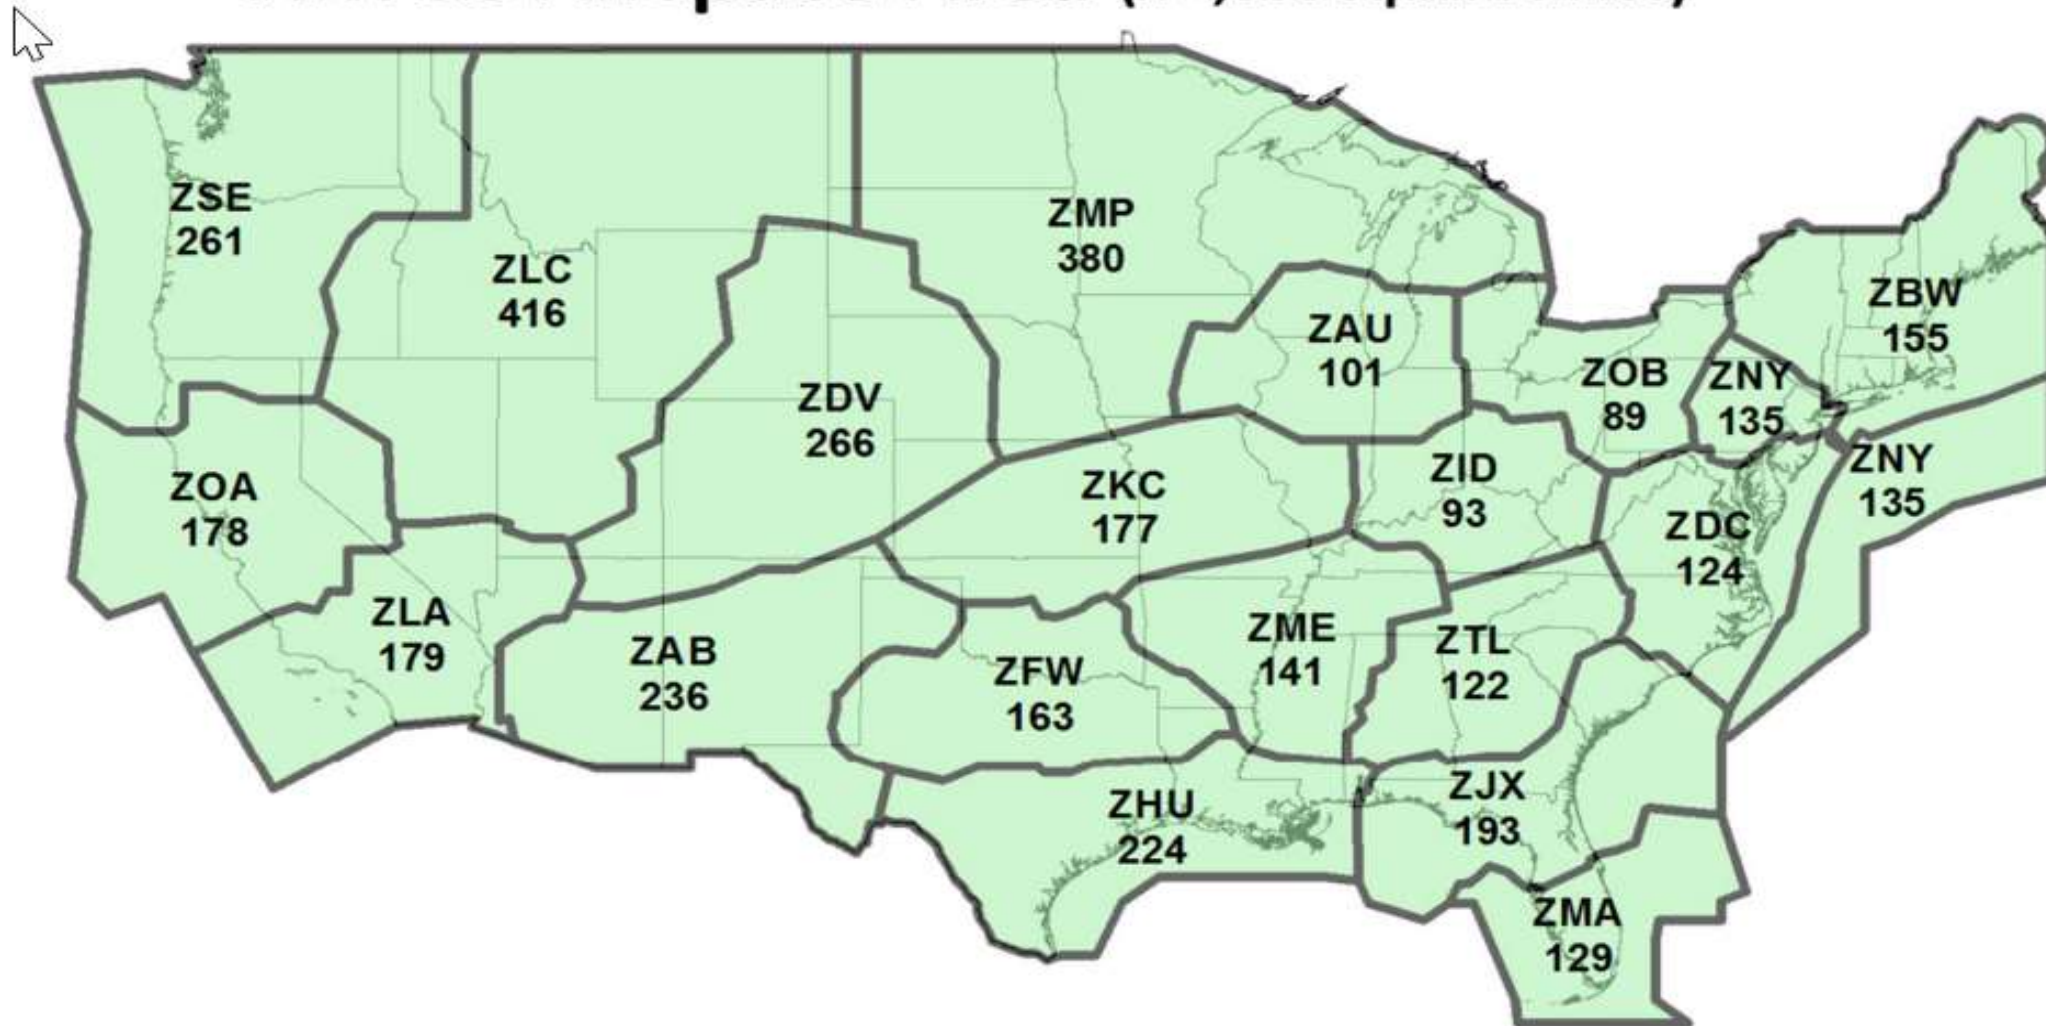 ZSE
261
ZLC
416
ZMP
380
ZBW
155
ZAU
101
ZOB
89
ZNY
135
ZDV
266
ZNY
135
ZOA
178
ZKC
177
ZID
93
ZDC
124
ZLA
179
ZAB
236
ZFW
163
ZME
141
ZTL
122
ZHU
224
ZJX
193
ZMA
129